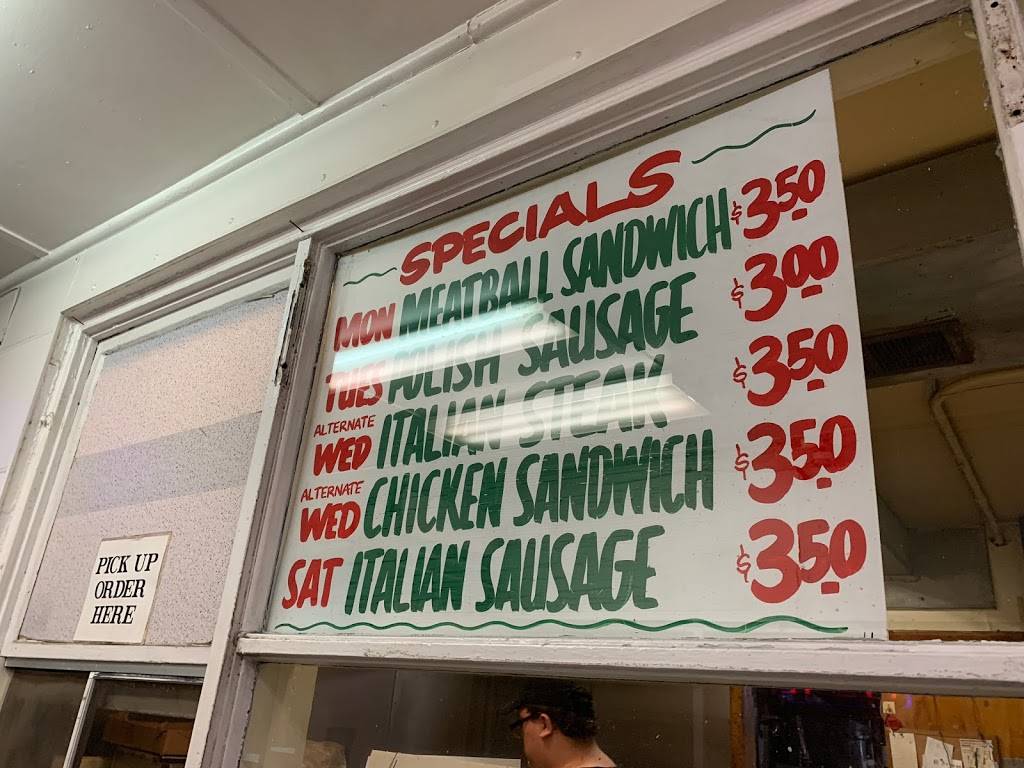 SPECIALS
MON MEATBALL SANDWICH $3.50
TUES POLISH SAUSAGE $3.00
ALTERNATE
WED ITALIAN STEAK $3.50
ALTERNATE
WED CHICKEN SANDWICH $3.50
SAT ITALIAN SAUSAGE $3.50
PICK UP
ORDER
HERE